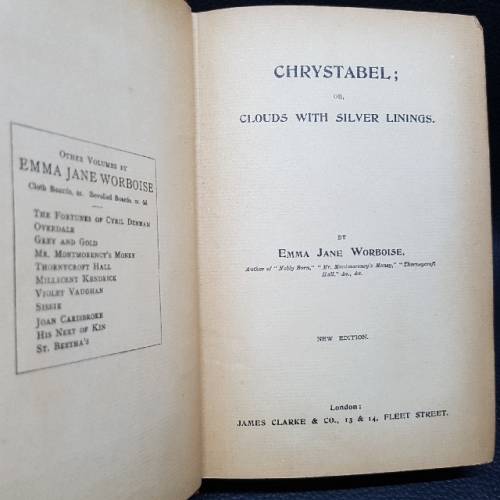 OTHER VOLUMES BY
EMMA JANE WORBOISE
Cloth Boards, 2s. Bevelled Boards, 2s. 6d.
THE FORTUNES OF CYRIL DENHAM
OVERDALE
GREY AND GOLD
MR. MONTMORENCY'S MONEY
THORNYCROFT HALL
MILLICENT KENDRICK
VIOLET VAUGHAN
SISSIE
JOAN CARISBROKE
HIS NEXT OF KIN
ST. BEETHA'S
CHRYSTABEL;
OR,
CLOUDS WITH SILVER LININGS.
BY
EMMA JANE WORBOISE,
Author of "Nobly Born," "Mr. Montmorency's Money," "Thornycroft
Hall," &c., &c.
NEW EDITION.
London:
JAMES CLARKE & CO., 13 & 14, FLEET STREET.